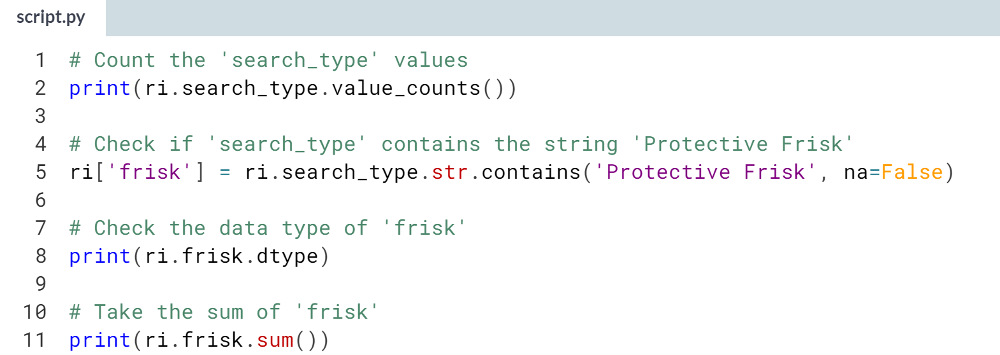 script.py
1 # Count the 'search_type' values
2 print(ri.search_type.value_counts())
3
4 # Check if 'search_type' contains the string 'Protective Frisk'
5 ri['frisk'] = ri.search_type.str.contains('Protective Frisk', na=False)
6
7 # Check the data type of 'frisk'
8 print(ri.frisk.dtype)
9
10 # Take the sum of 'frisk'
11 print(ri.frisk.sum())